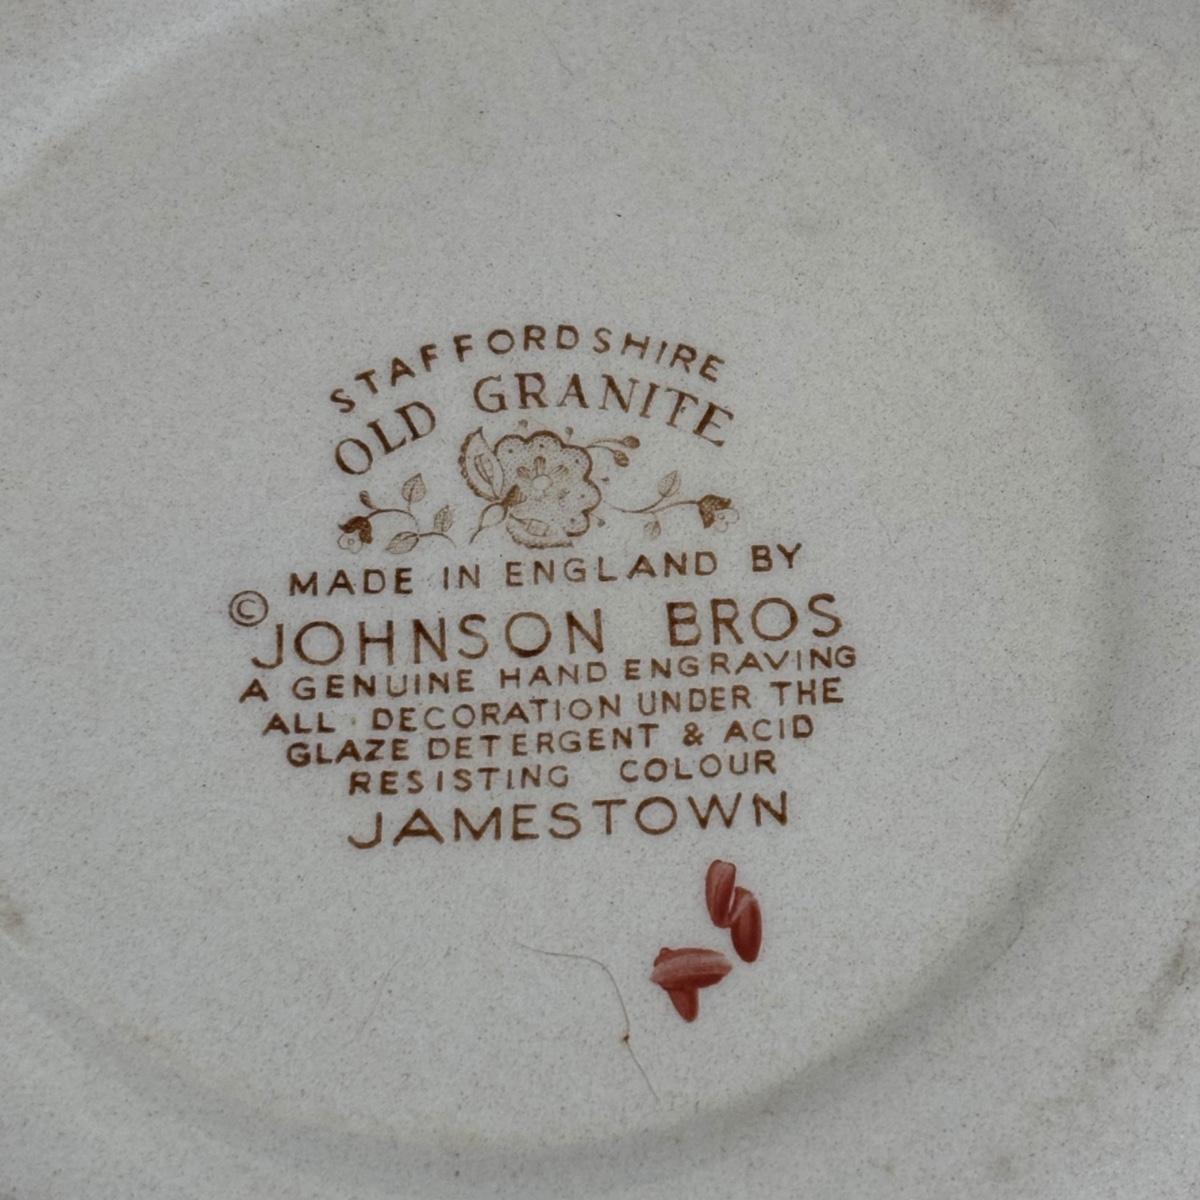 STAFFORDSHIRE
OLD GRANITE
MADE IN ENGLAND BY
© JOHNSON BROS
A GENUINE HAND ENGRAVING
ALL DECORATION UNDER THE
GLAZE DETERGENT & ACID
RESISTING COLOUR
JAMESTOWN